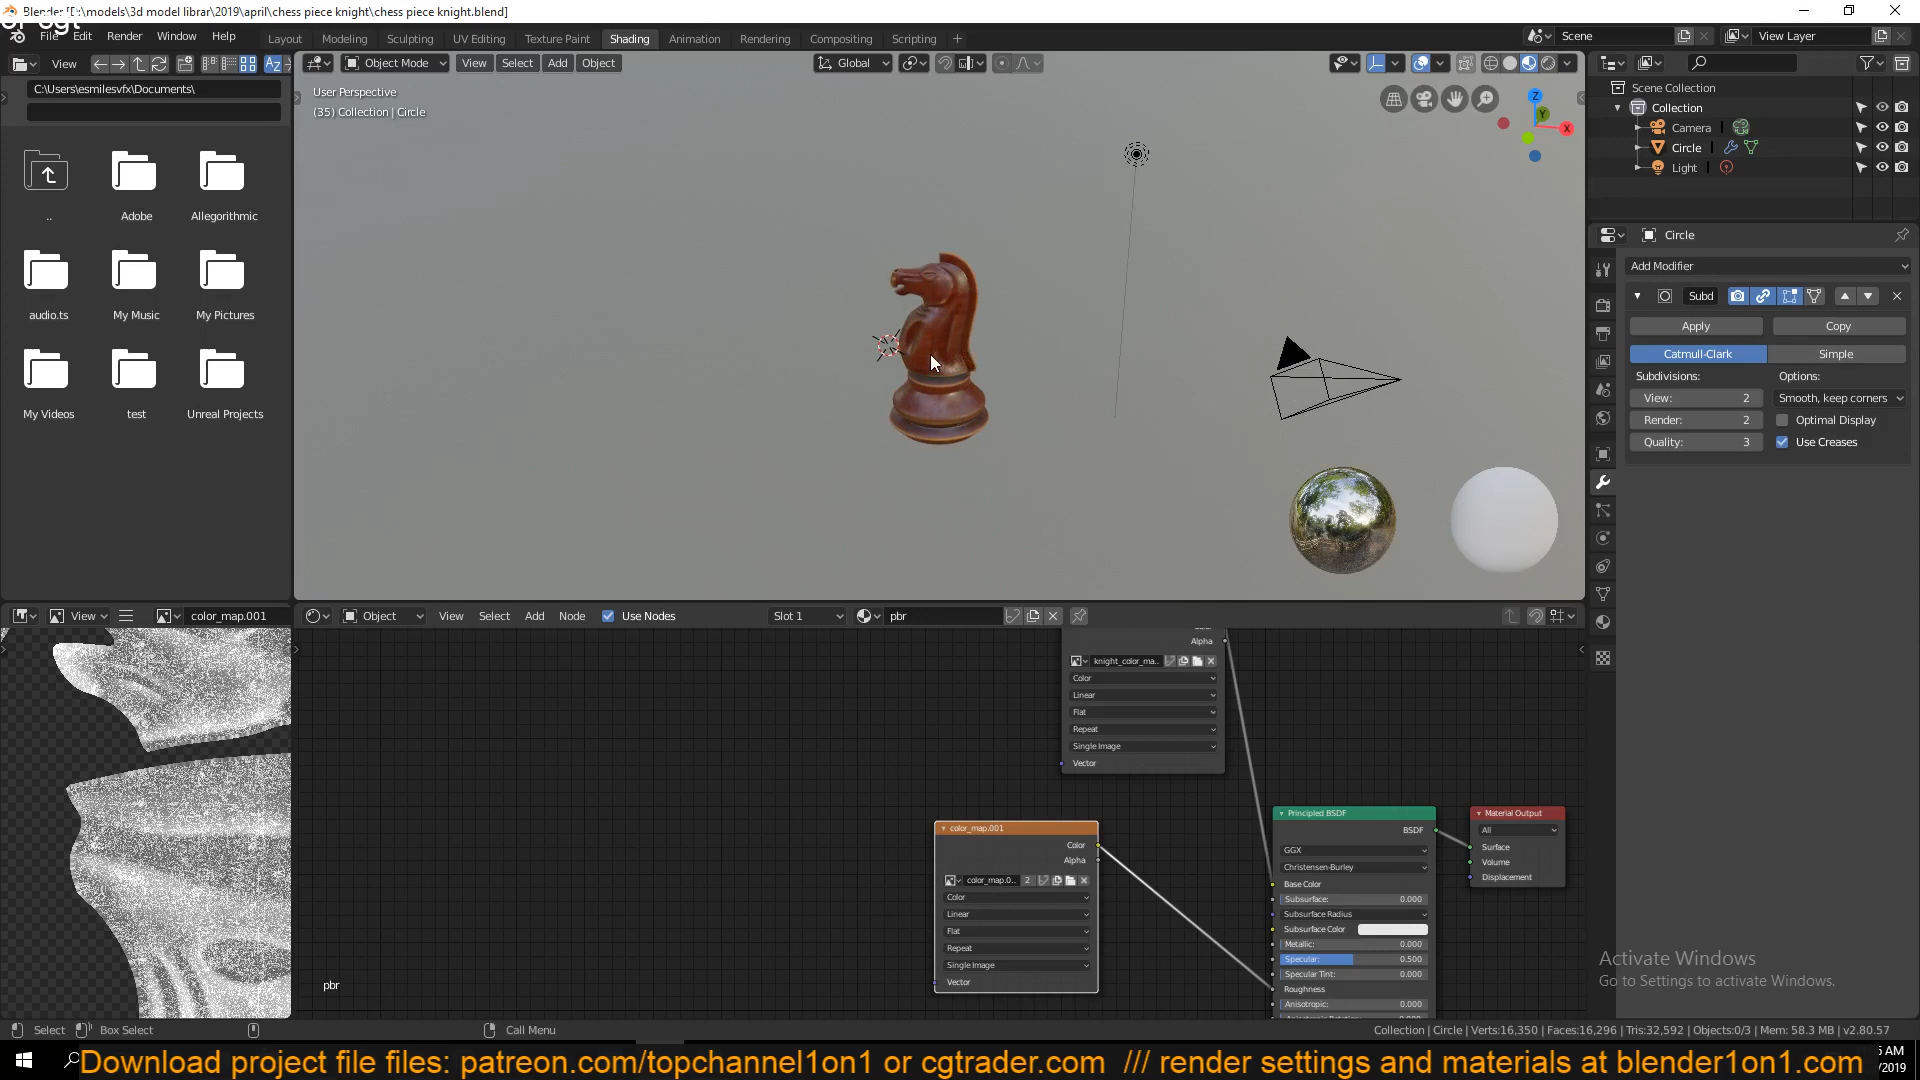 Blender [E:\models\3d model librar\2019\april\chess piece knight\chess piece knight.blend]
File Edit Render Window Help
Layout Modeling Sculpting UV Editing Texture Paint Shading Animation Rendering Compositing Scripting +
Scene View Layer
View
Object Mode View Select Add Object Global
C:\Users\esmilesvfx\Documents\
User Perspective
(35) Collection | Circle
Z
Y
X
..
Adobe
Allegorithmic
audio.ts
My Music
My Pictures
My Videos
test
Unreal Projects
Scene Collection
Collection
Camera
Circle
Light
Circle
Add Modifier
Subd
Apply Copy
Catmull-Clark Simple
Subdivisions: Options:
View: 2 Smooth, keep corners
Render: 2 Optimal Display
Quality: 3 Use Creases
View color_map.001
Object View Select Add Node Use Nodes Slot 1 pbr
Alpha
knight_color_ma..
Color
Linear
Flat
Repeat
Single Image
Vector
color_map.001
Color
Alpha
color_map.0.. 2
Color
Linear
Flat
Repeat
Single Image
Vector
Principled BSDF
BSDF
GGX
Christensen-Burley
Base Color
Subsurface: 0.000
Subsurface Radius
Subsurface Color
Metallic: 0.000
Specular: 0.500
Specular Tint: 0.000
Roughness
Anisotropic: 0.000
Material Output
All
Surface
Volume
Displacement
pbr
Activate Windows
Go to Settings to activate Windows.
Select Box Select Call Menu
Collection | Circle | Verts:16,350 | Faces:16,296 | Tris:32,592 | Objects:0/3 | Mem: 58.3 MB | v2.80.57
Download project file files: patreon.com/topchannel1on1 or cgtrader.com /// render settings and materials at blender1on1.com
AM
/2019